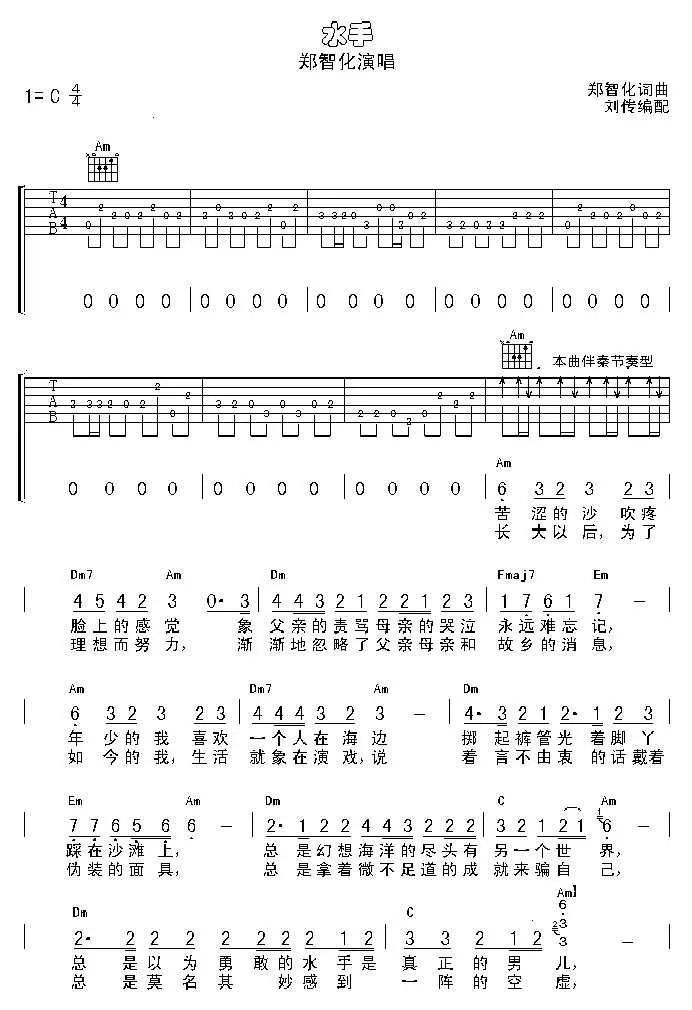 水手
郑智化演唱
1= C 4/4
郑智化词曲
刘传编配
Am
T A B 4 4
0 0 0 0 0 0 0 0 0 0 0 0 0 0 0 0 0 0 0 0
Am 本曲伴奏节奏型
T A B
0 0 0 0 0 0 0 0 0 0 0 0
Am
6 3 2 3 2 3
苦涩的沙 吹疼
长大以后, 为了
Dm7 Am Dm Fmaj7 Em
4 5 4 2 3 0· 3 4 4 3 2 1 2 2 1 2 3 1 7 6 1 7 —
脸上的感觉 象 父亲的责骂母亲的哭泣 永远难忘记,
理想而努力, 渐 渐地忽略了父亲母亲和 故乡的消息,
Am Dm7 Am Dm
6 3 2 3 2 3 4 4 4 3 2 3 — 4· 3 2 1 2· 1 2 3
年少的我 喜欢 一个人在海边 掷起裤管光着脚丫
如今的我, 生活 就象在演戏, 说 着言不由衷的话戴着
Em Am Dm C Am
7 7 6 5 6 6 — 2· 1 2 2 3 4 3 2 2 2 3 2 1 2 1 6 —
踩在沙滩上, 总是幻想海洋的尽头有 另一个世界,
伪装的面具, 总是拿着微不足道的成 就来骗自己,
Dm C Am
2· 2 2 2 2 2 2 2 1 2 2· 2 2 1 2 3
总是以为勇敢的水手是 真正的男儿,
总是莫名其妙感到 一阵的空虚,